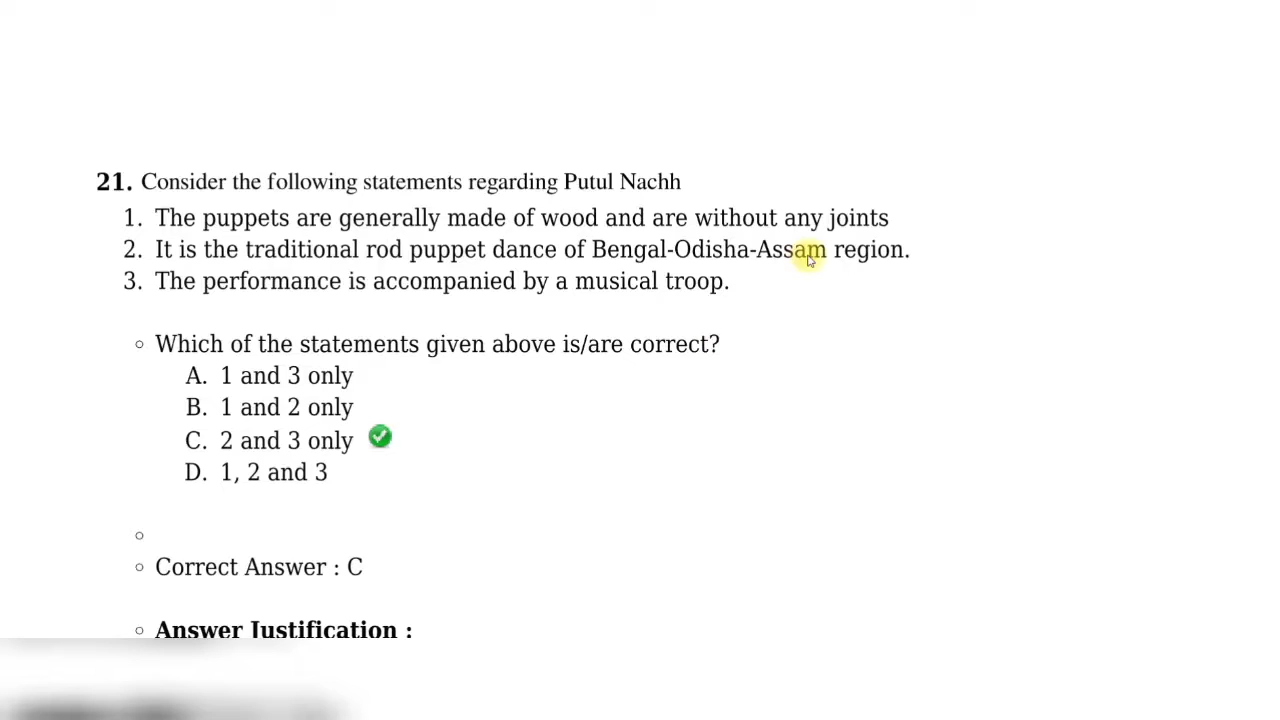 21. Consider the following statements regarding Putul Nachh
1. The puppets are generally made of wood and are without any joints
2. It is the traditional rod puppet dance of Bengal-Odisha-Assam region.
3. The performance is accompanied by a musical troop.
Which of the statements given above is/are correct?
A. 1 and 3 only
B. 1 and 2 only
C. 2 and 3 only
D. 1, 2 and 3
Correct Answer : C
Answer Justification :